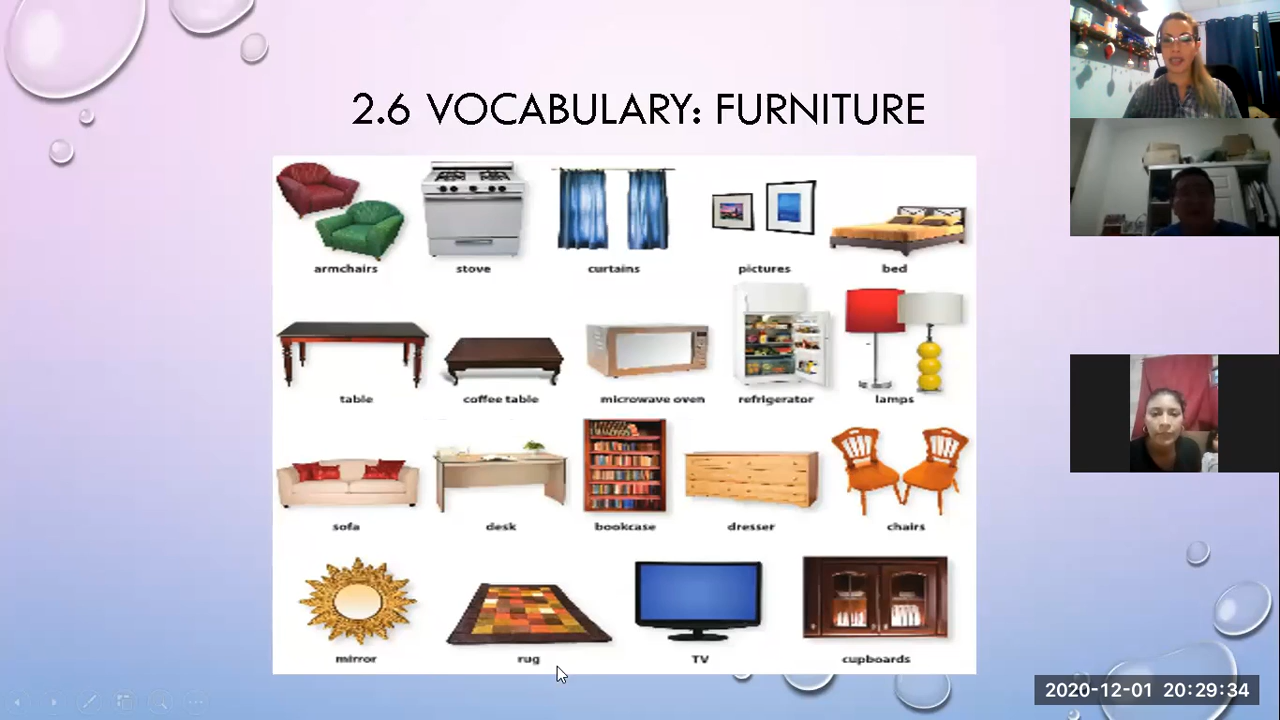 2.6 VOCABULARY: FURNITURE
armchairs stove curtains pictures bed
table coffee table microwave oven refrigerator lamps
sofa desk bookcase dresser chairs
mirror rug TV cupboards
2020-12-01 20:29:34